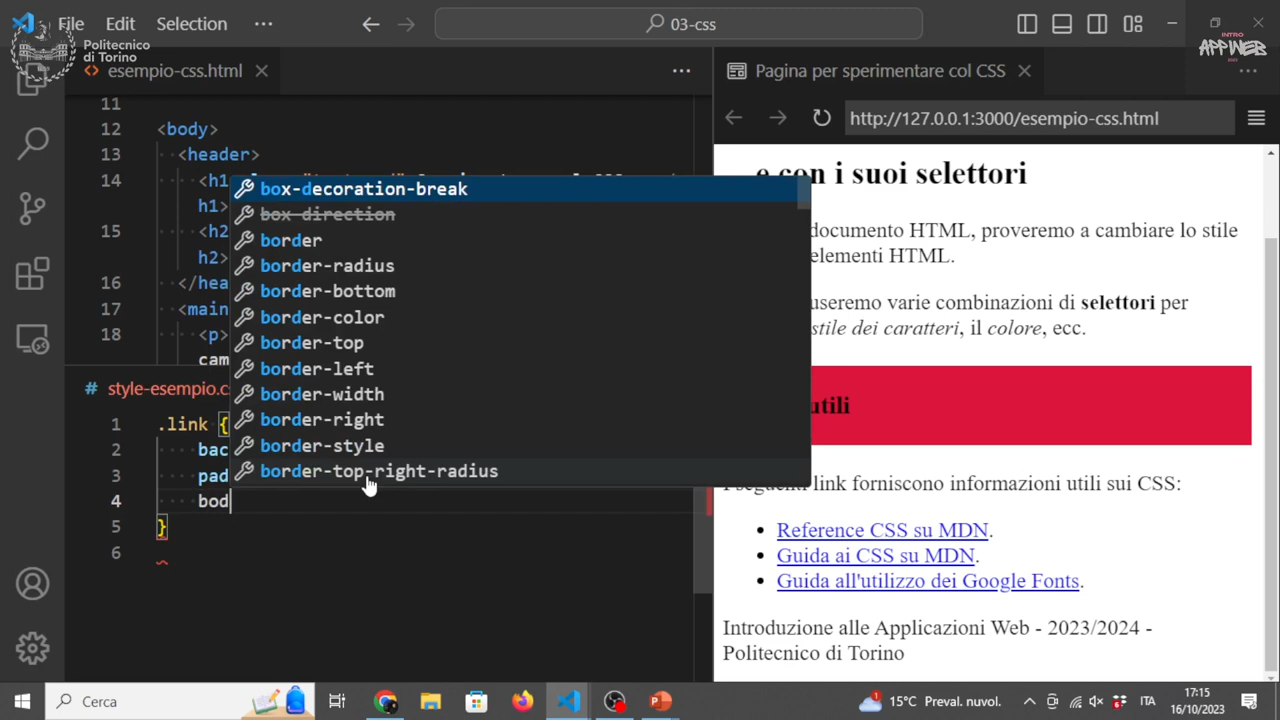 File Edit Selection ··· 03-css
Politecnico
di Torino
INTRO
APPIWEB
esempio-css.html
Pagina per sperimentare col CSS
http://127.0.0.1:3000/esempio-css.html
11
12 <body>
13 <header>
14 <h1
h1>
15 <h2
h2>
16 </hea
17 <main
18 <p>
cam
box-decoration-break
box-direction
border
border-radius
border-bottom
border-color
border-top
border-left
border-width
border-right
border-style
border-top-right-radius
# style-esempio.c
1 .link {
2 bac
3 pad
4 bod
5 }
6
e con i suoi selettori
documento HTML, proveremo a cambiare lo stile
elementi HTML.
useremo varie combinazioni di selettori per
stile dei caratteri, il colore, ecc.
utili
I seguenti link forniscono informazioni utili sui CSS:
• Reference CSS su MDN.
• Guida ai CSS su MDN.
• Guida all'utilizzo dei Google Fonts.
Introduzione alle Applicazioni Web - 2023/2024 -
Politecnico di Torino
Cerca
1
15°C Preval. nuvol.
ITA
17:15
16/10/2023